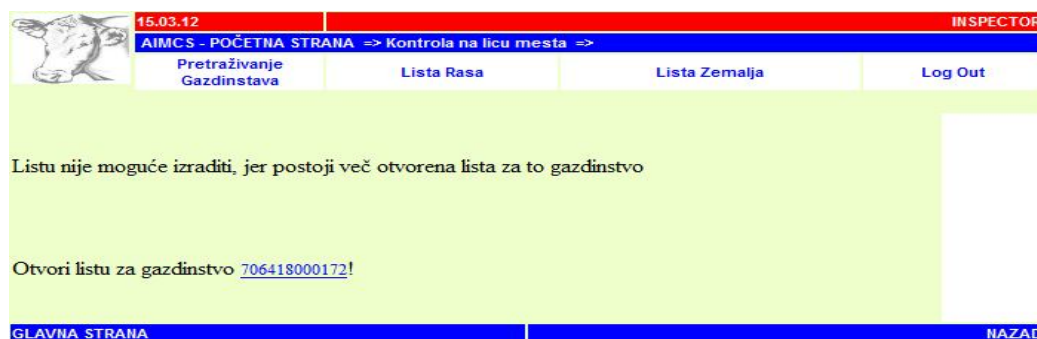 15.03.12 INSPECTOR
AIMCS - POČETNA STRANA => Kontrola na licu mesta =>
Pretraživanje Gazdinstava Lista Rasa Lista Zemalja Log Out
Listu nije moguće izraditi, jer postoji več otvorena lista za to gazdinstvo
Otvori listu za gazdinstvo 706418000172!
GLAVNA STRANA NAZAD